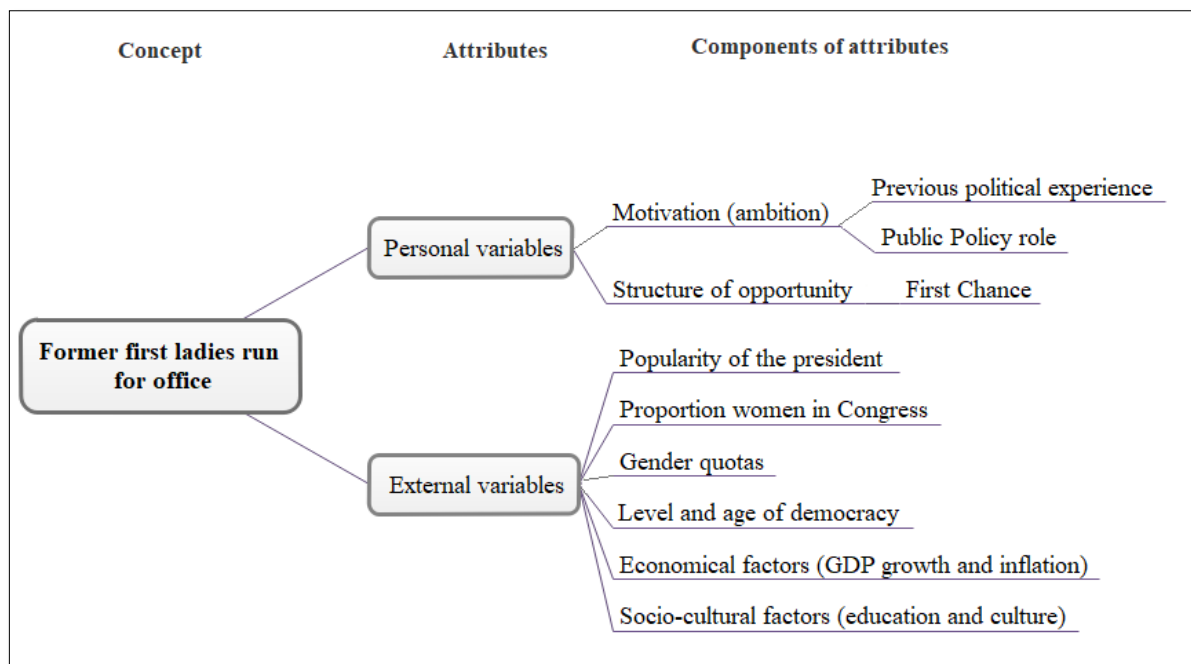 Concept
Attributes
Components of attributes
Former first ladies run
for office
Personal variables
Motivation (ambition)
Previous political experience
Public Policy role
Structure of opportunity
First Chance
External variables
Popularity of the president
Proportion women in Congress
Gender quotas
Level and age of democracy
Economical factors (GDP growth and inflation)
Socio-cultural factors (education and culture)